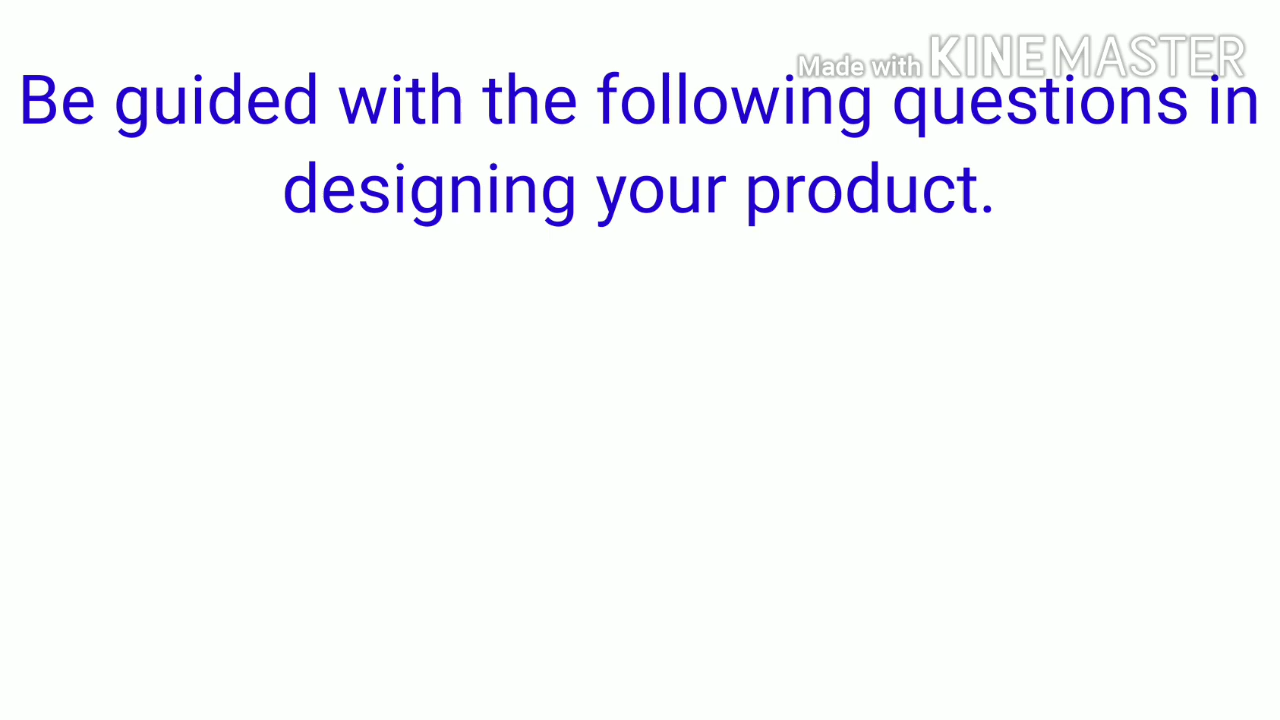 Made with KINEMASTER
Be guided with the following questions in
designing your product.